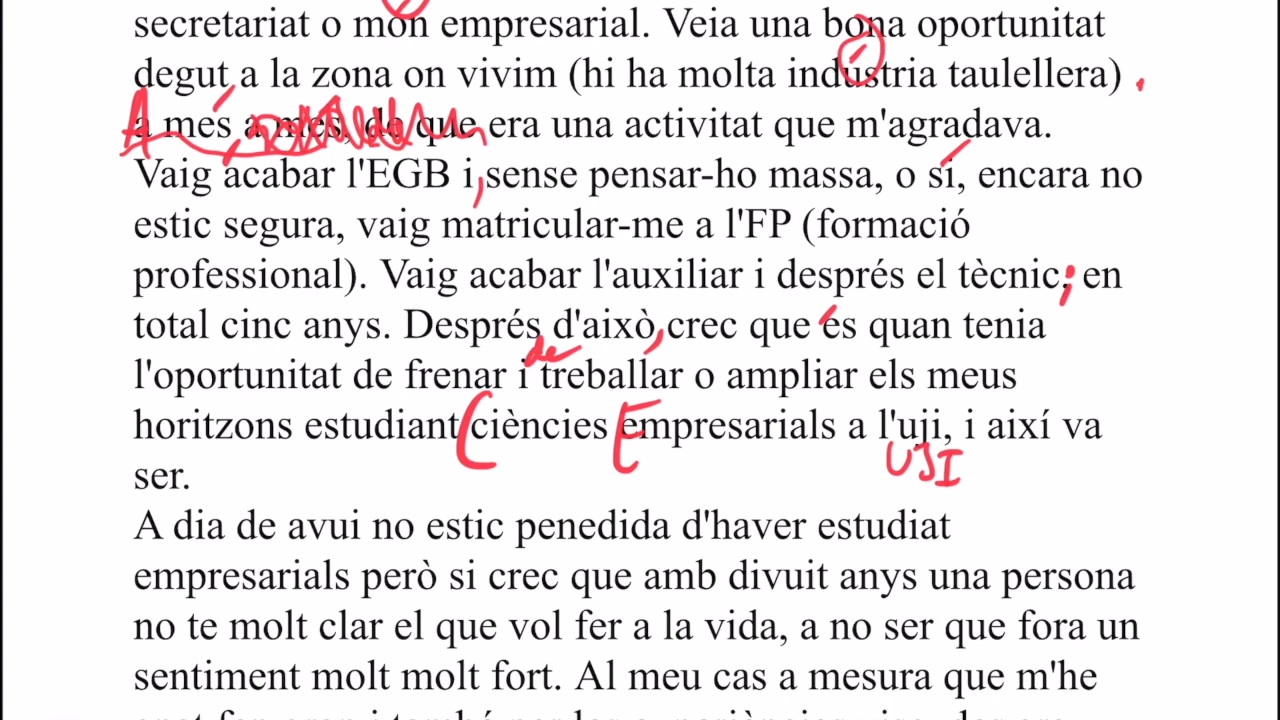 secretariat o món empresarial. Veia una bona oportunitat
degut a la zona on vivim (hi ha molta indústria taulellera) .
A més a més, de que era una activitat que m'agradava.
Vaig acabar l'EGB i, sense pensar-ho massa, o sí, encara no
estic segura, vaig matricular-me a l'FP (formació
professional). Vaig acabar l'auxiliar i després el tècnic; en
total cinc anys. Després d'això, crec que és quan tenia
de
l'oportunitat de frenar i treballar o ampliar els meus
horitzons estudiant Ciències Empresarials a l'uji, i així va
UJI
ser.
A dia de avui no estic penedida d'haver estudiat
empresarials però si crec que amb divuit anys una persona
no te molt clar el que vol fer a la vida, a no ser que fora un
sentiment molt molt fort. Al meu cas a mesura que m'he